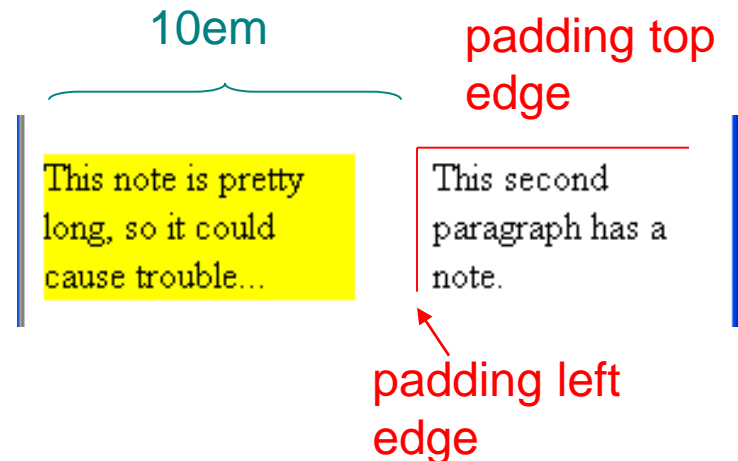 10em
padding top
edge
This note is pretty
long, so it could
cause trouble...
This second
paragraph has a
note.
padding left
edge